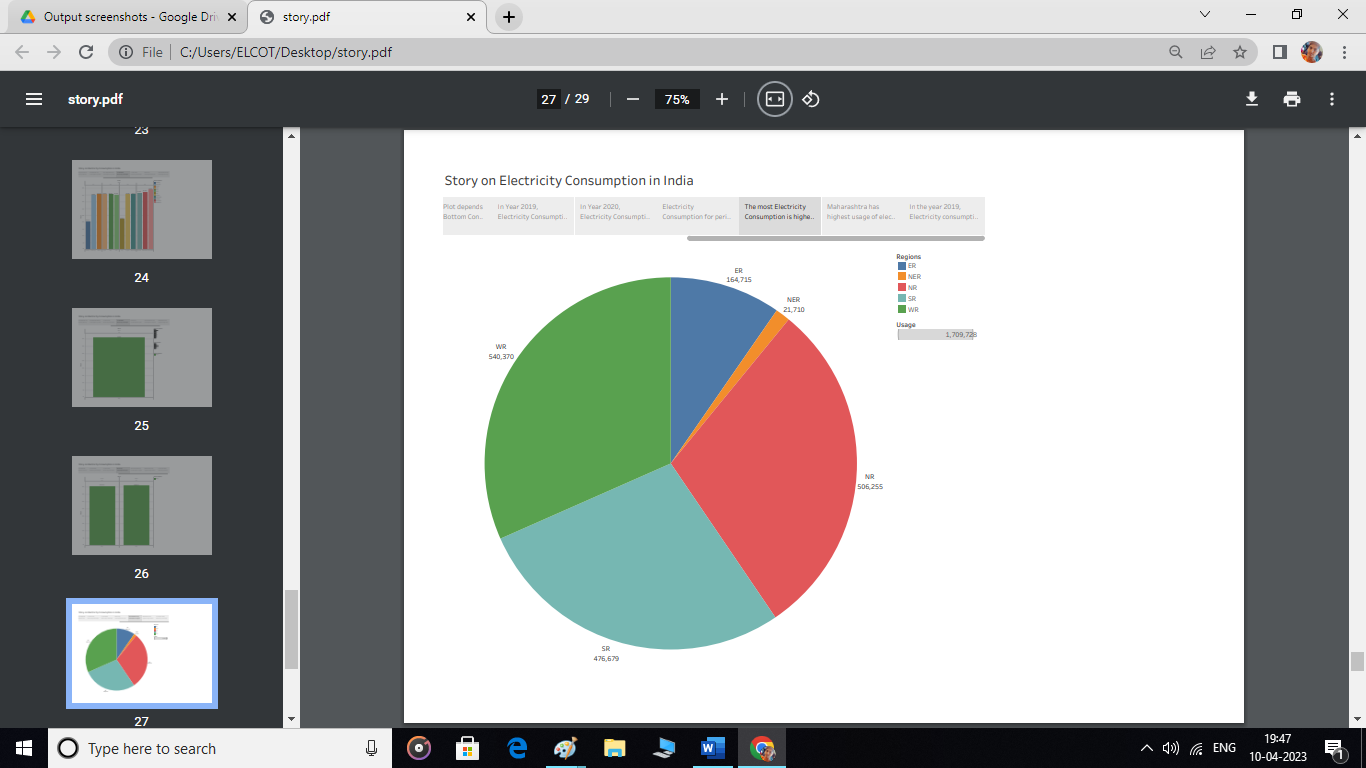 Output screenshots - Google Dri
story.pdf
File
C:/Users/ELCOT/Desktop/story.pdf
story.pdf
27 / 29
75%
23
24
25
26
27
Story on Electricity Consumption in India
Plot depends
Bottom Con..
In Year 2019,
Electricity Consumpti..
In Year 2020,
Electricity Consumpti..
Electricity
Consumption for peri..
The most Electricity
Consumption is highe..
Maharashtra has
highest usage of elec..
In the year 2019,
Electricity consumpti..
ER
164,715
NER
21,710
WR
540,370
NR
506,255
SR
476,679
Regions
ER
NER
NR
SR
WR
Usage
1,709,728
Type here to search
ENG
19:47
10-04-2023
1